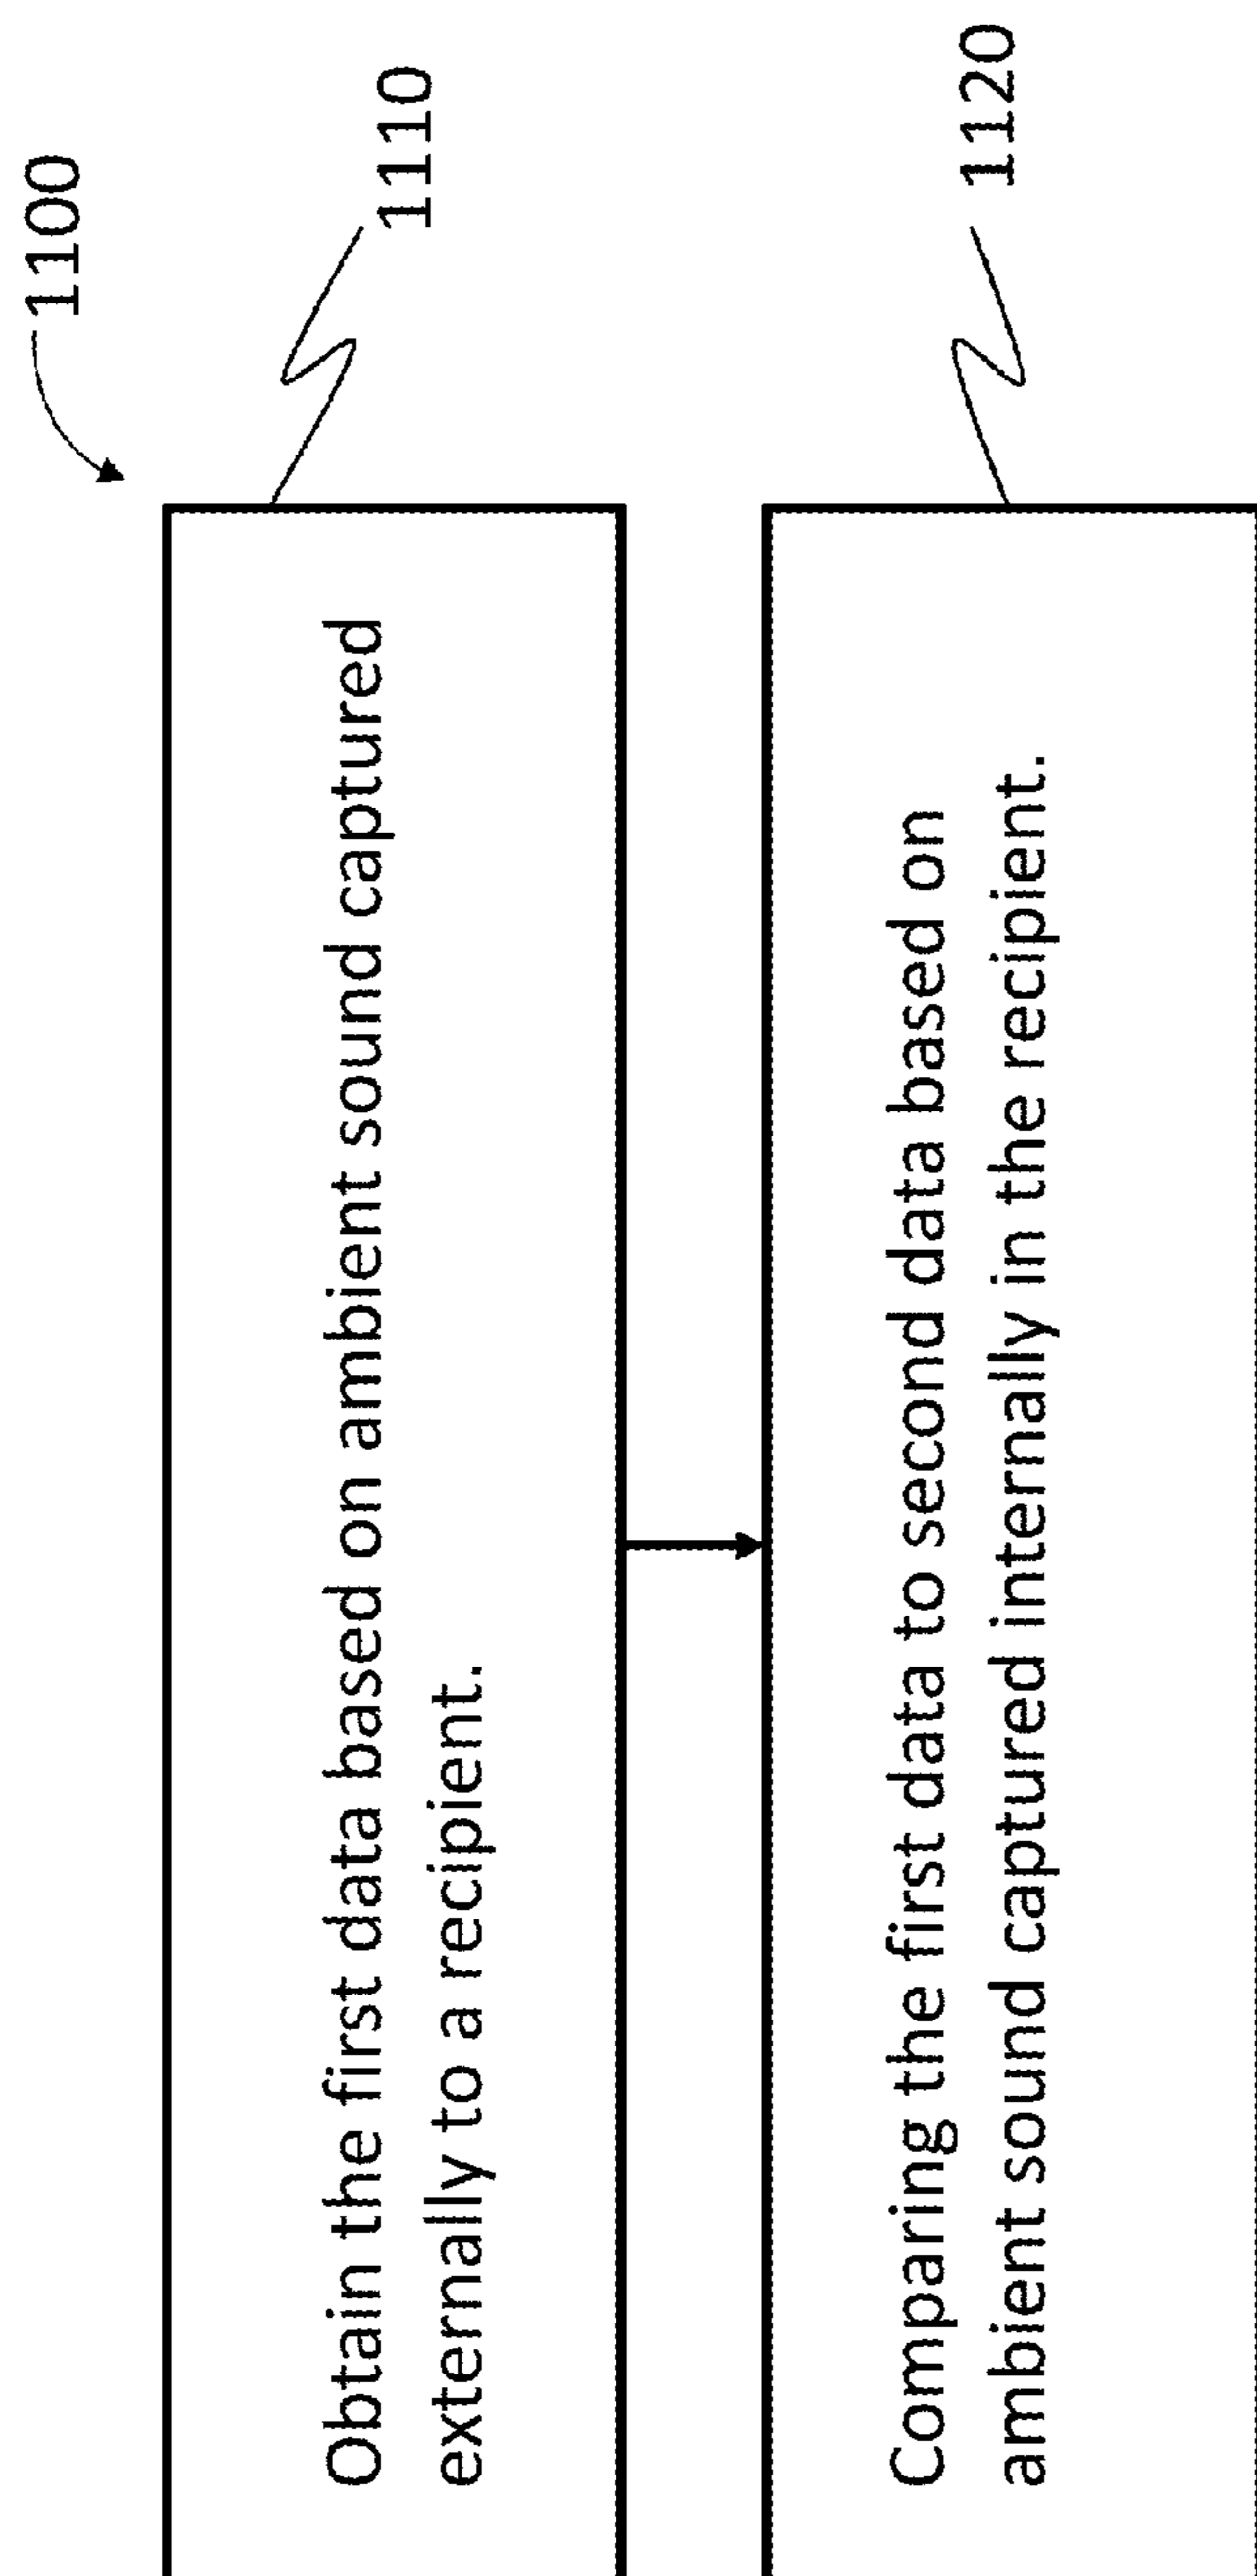 1100
1110
Obtain the first data based on ambient sound captured
externally to a recipient.
1120
Comparing the first data to second data based on
ambient sound captured internally in the recipient.